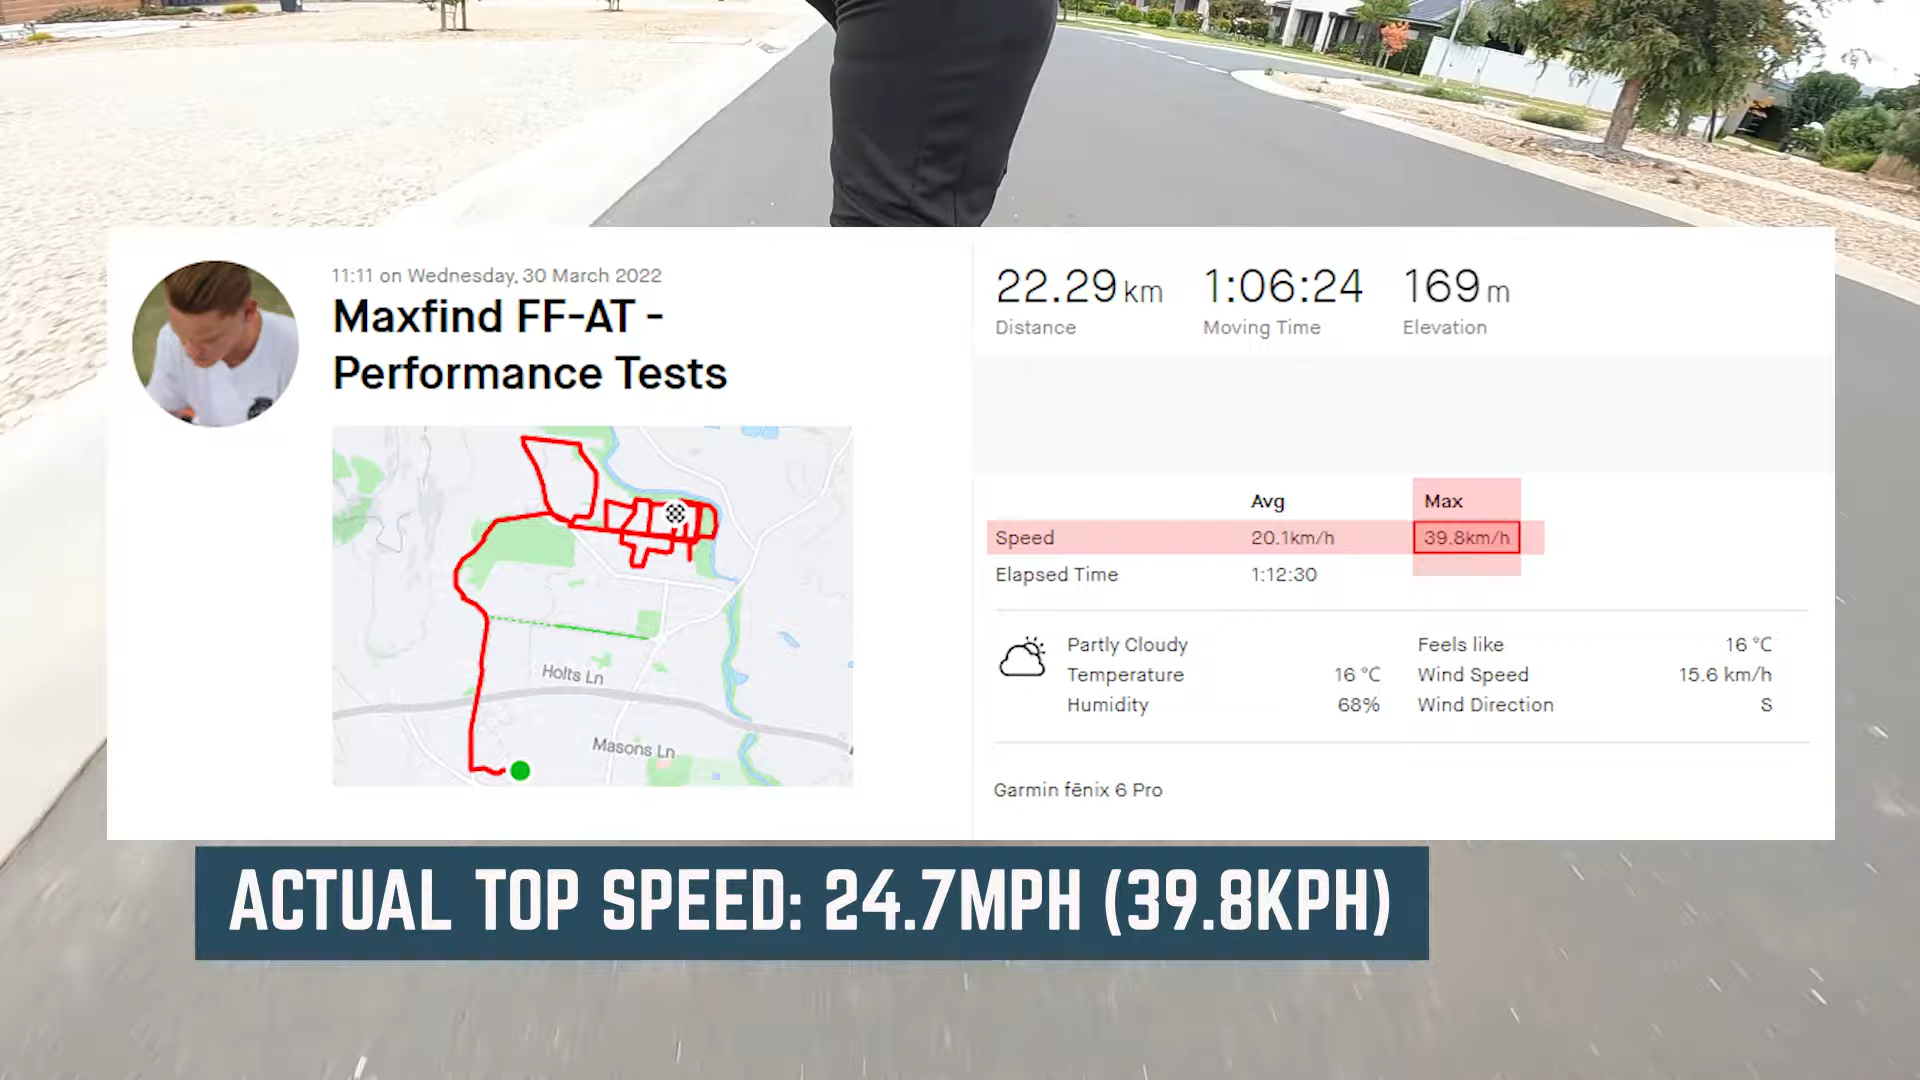 11:11 on Wednesday, 30 March 2022
Maxfind FF-AT -
Performance Tests
Holts Ln
Masons Ln
22.29 km 1:06:24 169 m
Distance Moving Time Elevation
Avg Max
Speed 20.1km/h 39.8km/h
Elapsed Time 1:12:30
Partly Cloudy Feels like 16 °C
Temperature 16 °C Wind Speed 15.6 km/h
Humidity 68% Wind Direction S
Garmin fēnix 6 Pro
ACTUAL TOP SPEED: 24.7MPH (39.8KPH)